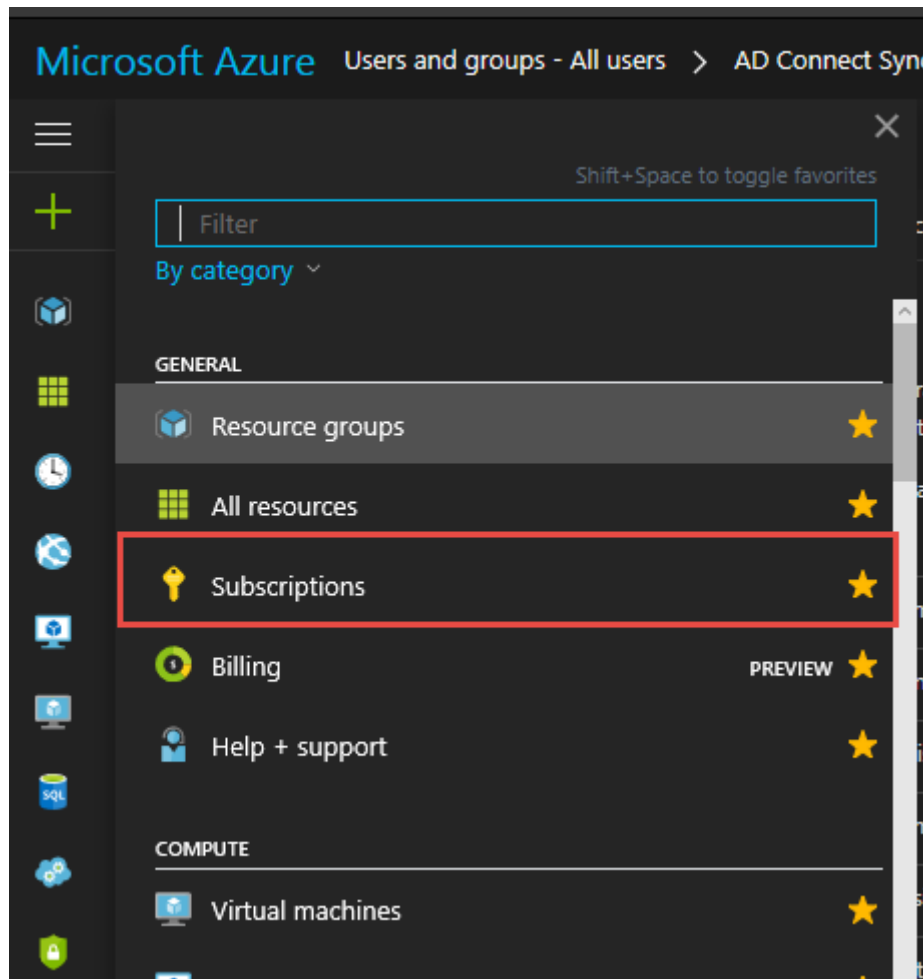 Microsoft Azure Users and groups - All users > AD Connect Syn
Shift+Space to toggle favorites
Filter
By category
GENERAL
Resource groups
All resources
Subscriptions
Billing PREVIEW
Help + support
SQL
COMPUTE
Virtual machines